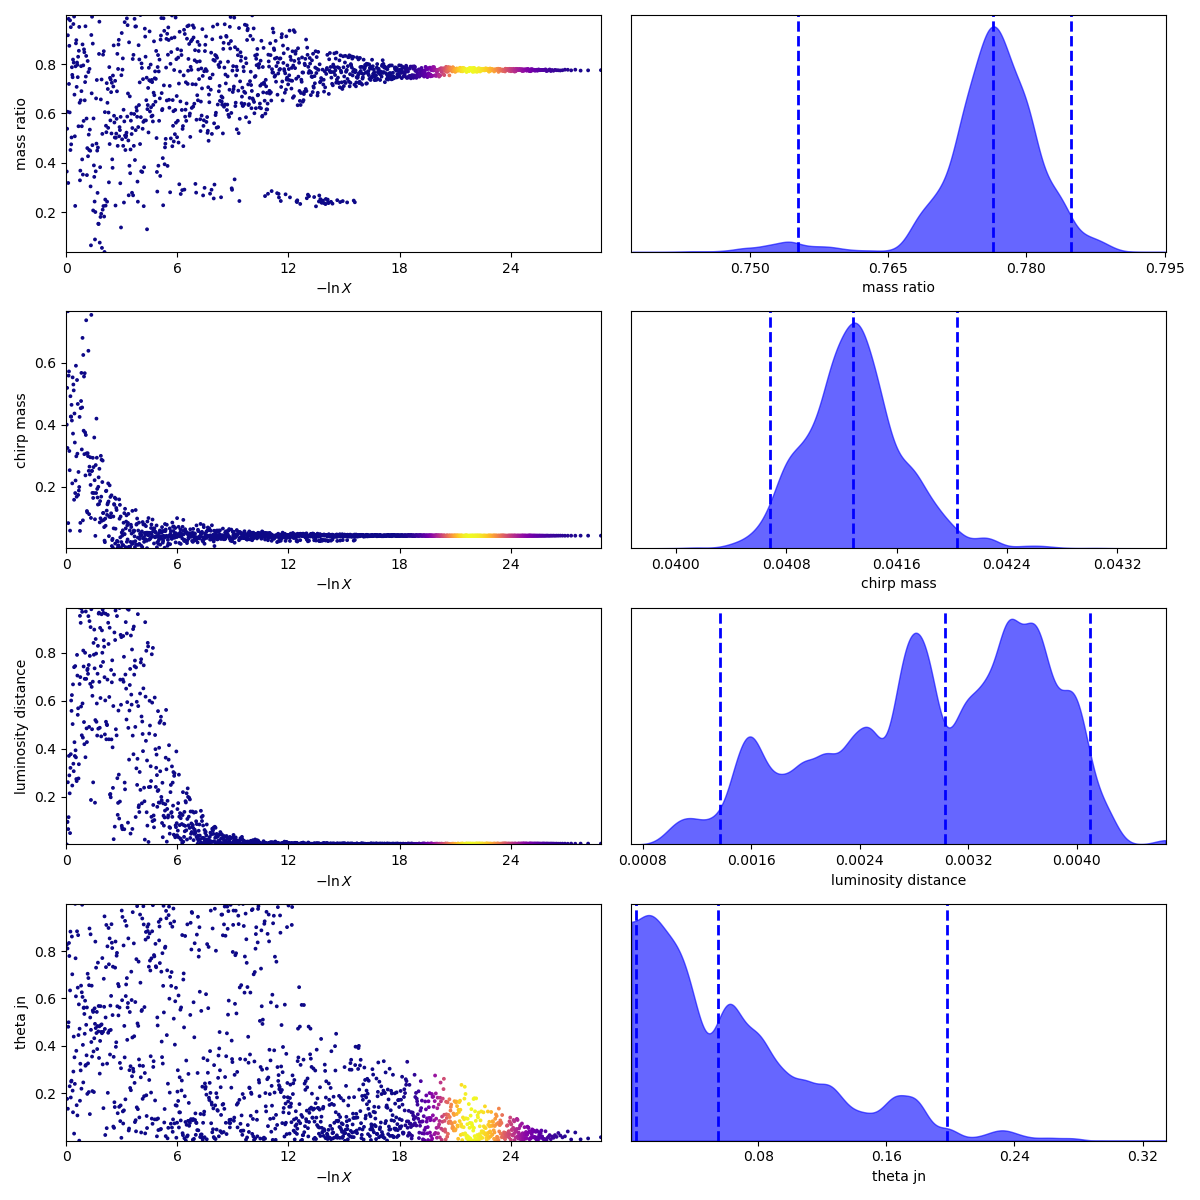 mass ratio
0.8
0.6
0.4
0.2
0 6 12 18 24
−ln X
0.750 0.765 0.780 0.795
mass ratio
chirp mass
0.6
0.4
0.2
0 6 12 18 24
−ln X
0.0400 0.0408 0.0416 0.0424 0.0432
chirp mass
luminosity distance
0.8
0.6
0.4
0.2
0 6 12 18 24
−ln X
0.0008 0.0016 0.0024 0.0032 0.0040
luminosity distance
theta jn
0.8
0.6
0.4
0.2
0 6 12 18 24
−ln X
0.08 0.16 0.24 0.32
theta jn